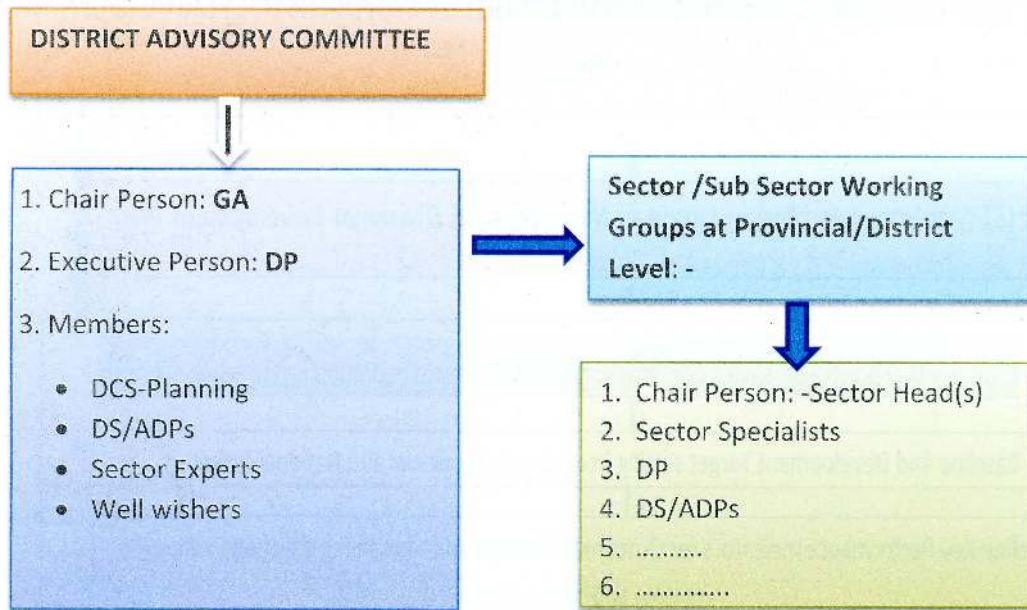 DISTRICT ADVISORY COMMITTEE
1. Chair Person: GA
2. Executive Person: DP
3. Members:
• DCS-Planning
• DS/ADPs
• Sector Experts
• Well wishers
Sector /Sub Sector Working
Groups at Provincial/District
Level: -
1. Chair Person: -Sector Head(s)
2. Sector Specialists
3. DP
4. DS/ADPs
5. ..........
6. .............